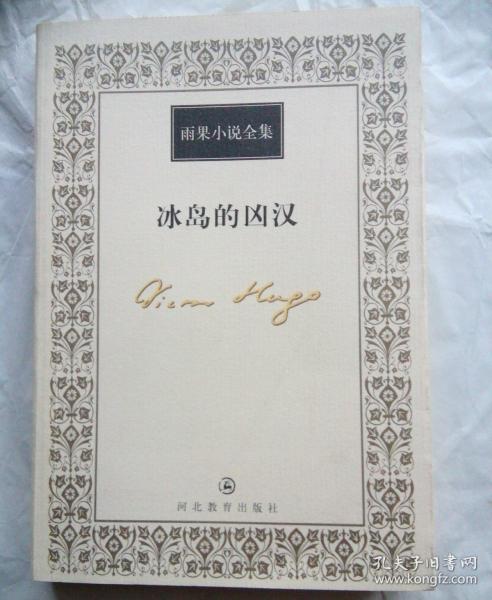 雨果小说全集
冰岛的凶汉
Victor Hugo
河北教育出版社
孔夫子旧书网
www.kongfz.com